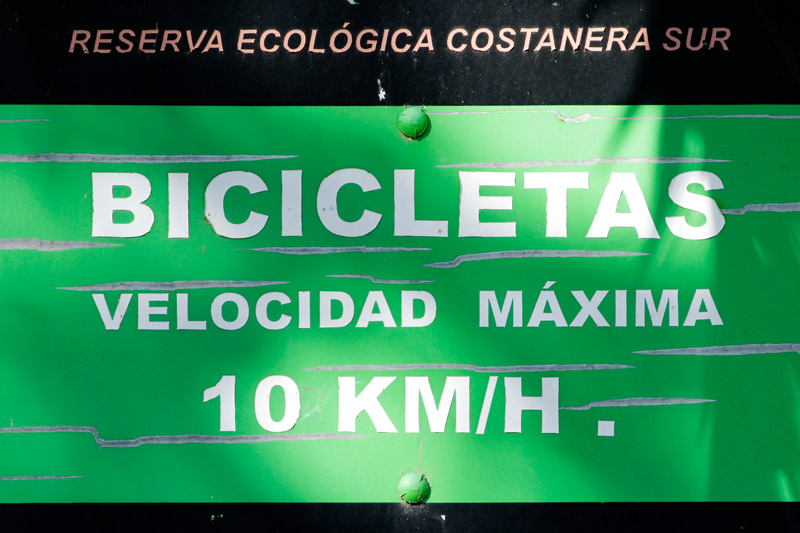 RESERVA ECOLÓGICA COSTANERA SUR
BICICLETAS
VELOCIDAD MÁXIMA
10 KM/H .